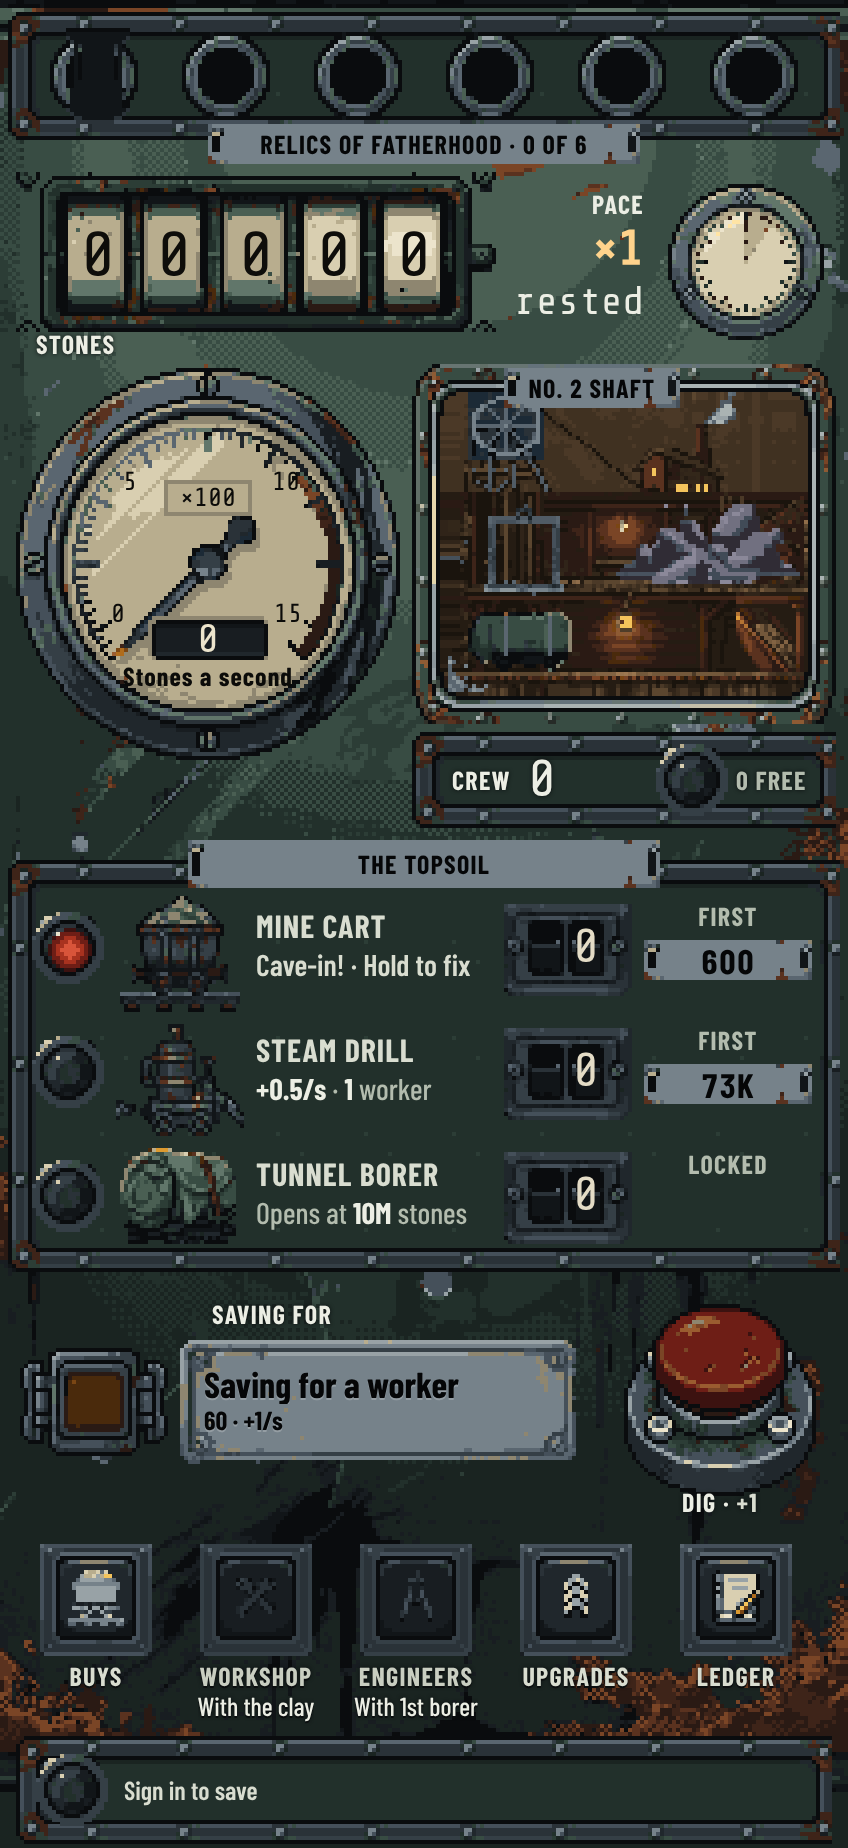 RELICS OF FATHERHOOD · 0 OF 6
0 0 0 0 0
STONES
PACE
×1
rested
5
10
×100
0
15
0
Stones a second
NO. 2 SHAFT
CREW 0
0 FREE
THE TOPSOIL
MINE CART
Cave-in! · Hold to fix
0
FIRST
600
STEAM DRILL
+0.5/s · 1 worker
0
FIRST
73K
TUNNEL BORER
Opens at 10M stones
0
LOCKED
SAVING FOR
Saving for a worker
60 · +1/s
DIG · +1
BUYS
WORKSHOP
With the clay
ENGINEERS
With 1st borer
UPGRADES
LEDGER
Sign in to save